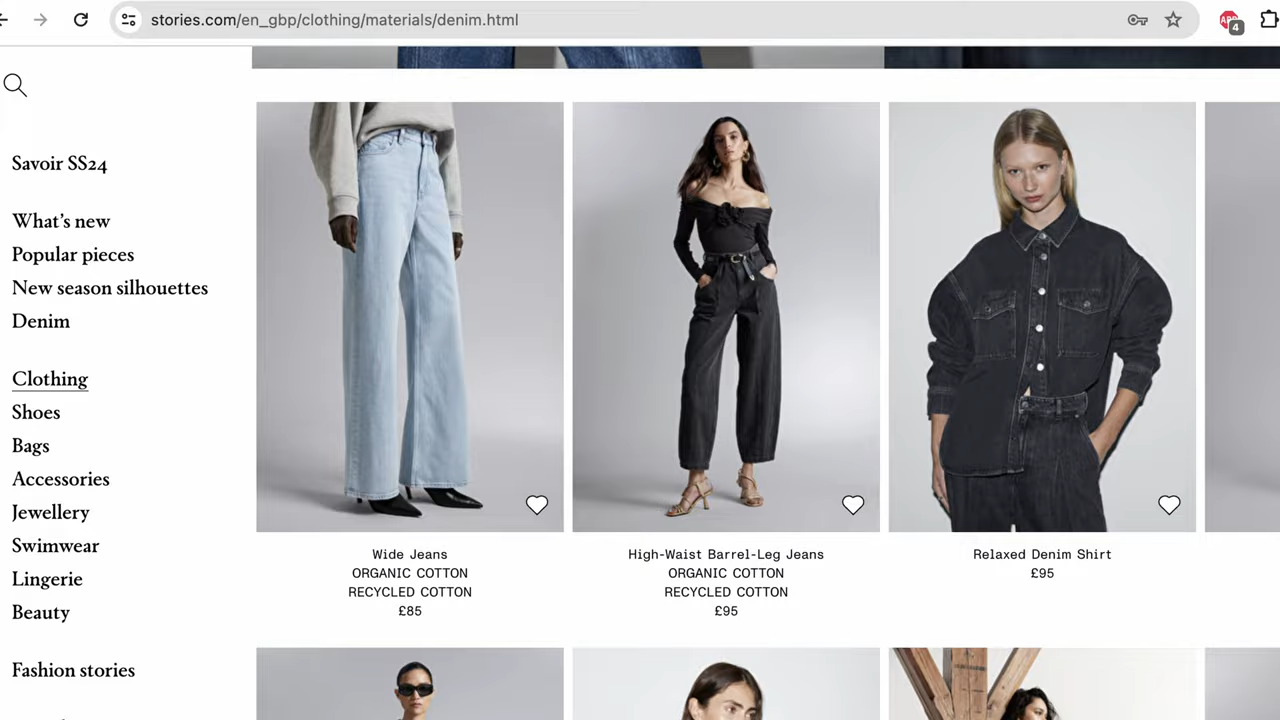 stories.com/en_gbp/clothing/materials/denim.html
4
Savoir SS24
What's new
Popular pieces
New season silhouettes
Denim
Clothing
Shoes
Bags
Accessories
Jewellery
Swimwear
Lingerie
Beauty
Fashion stories
Wide Jeans
ORGANIC COTTON
RECYCLED COTTON
£85
High-Waist Barrel-Leg Jeans
ORGANIC COTTON
RECYCLED COTTON
£95
Relaxed Denim Shirt
£95